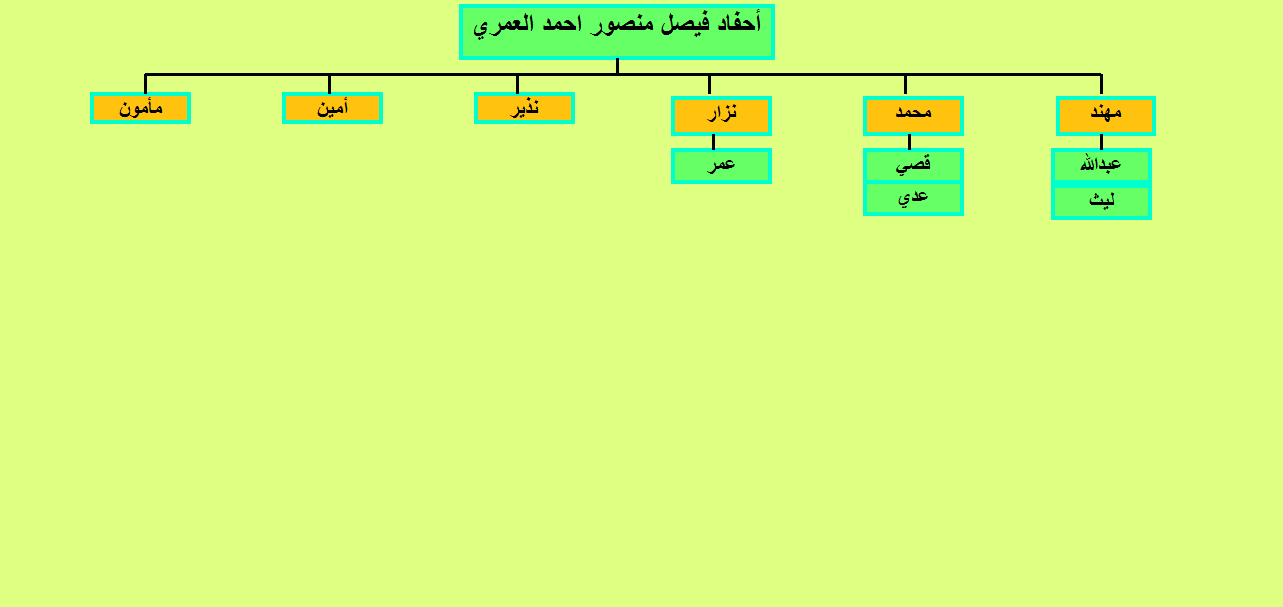 أحفاد فيصل منصور احمد العمري
مهند
محمد
نزار
نذير
أمين
مأمون
عبدالله
قصي
عمر
ليث
عدي